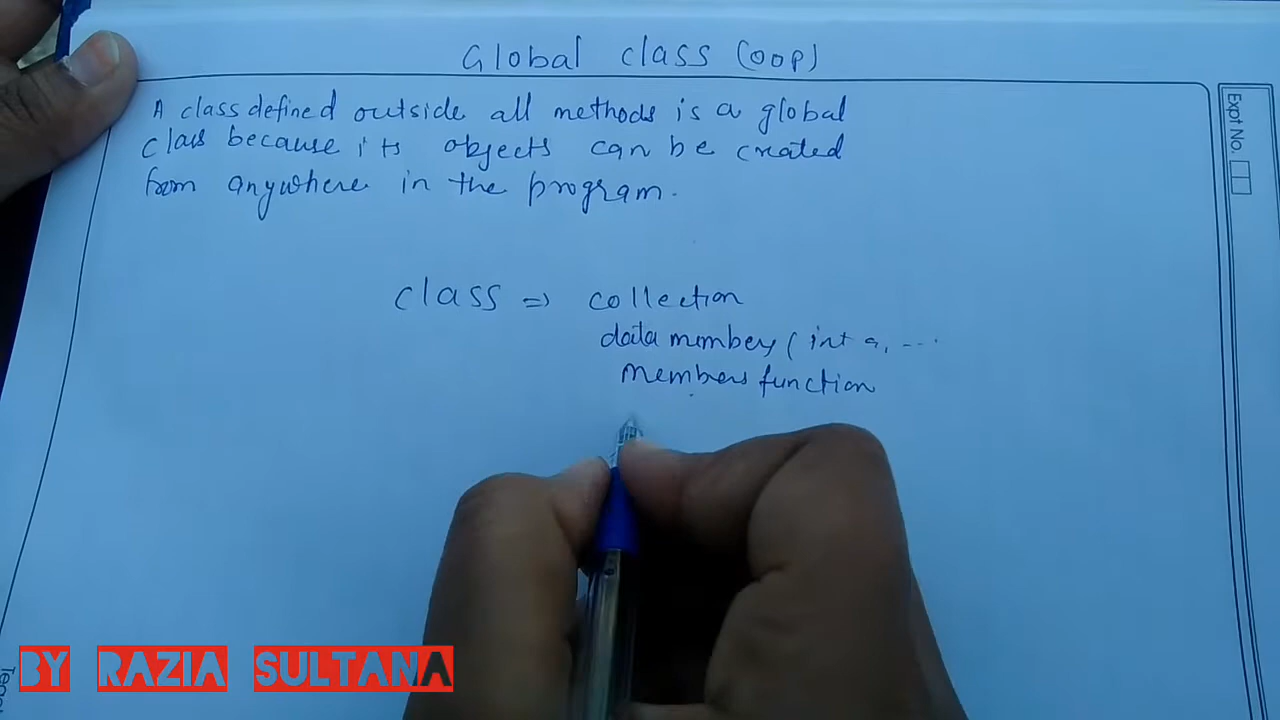 Global class (OOP)
A class defined outside all methods is a global
class because its objects can be created
from anywhere in the program.
class => collection
data members (int a, ....
members function
Expt No.
BY RAZIA SULTANA